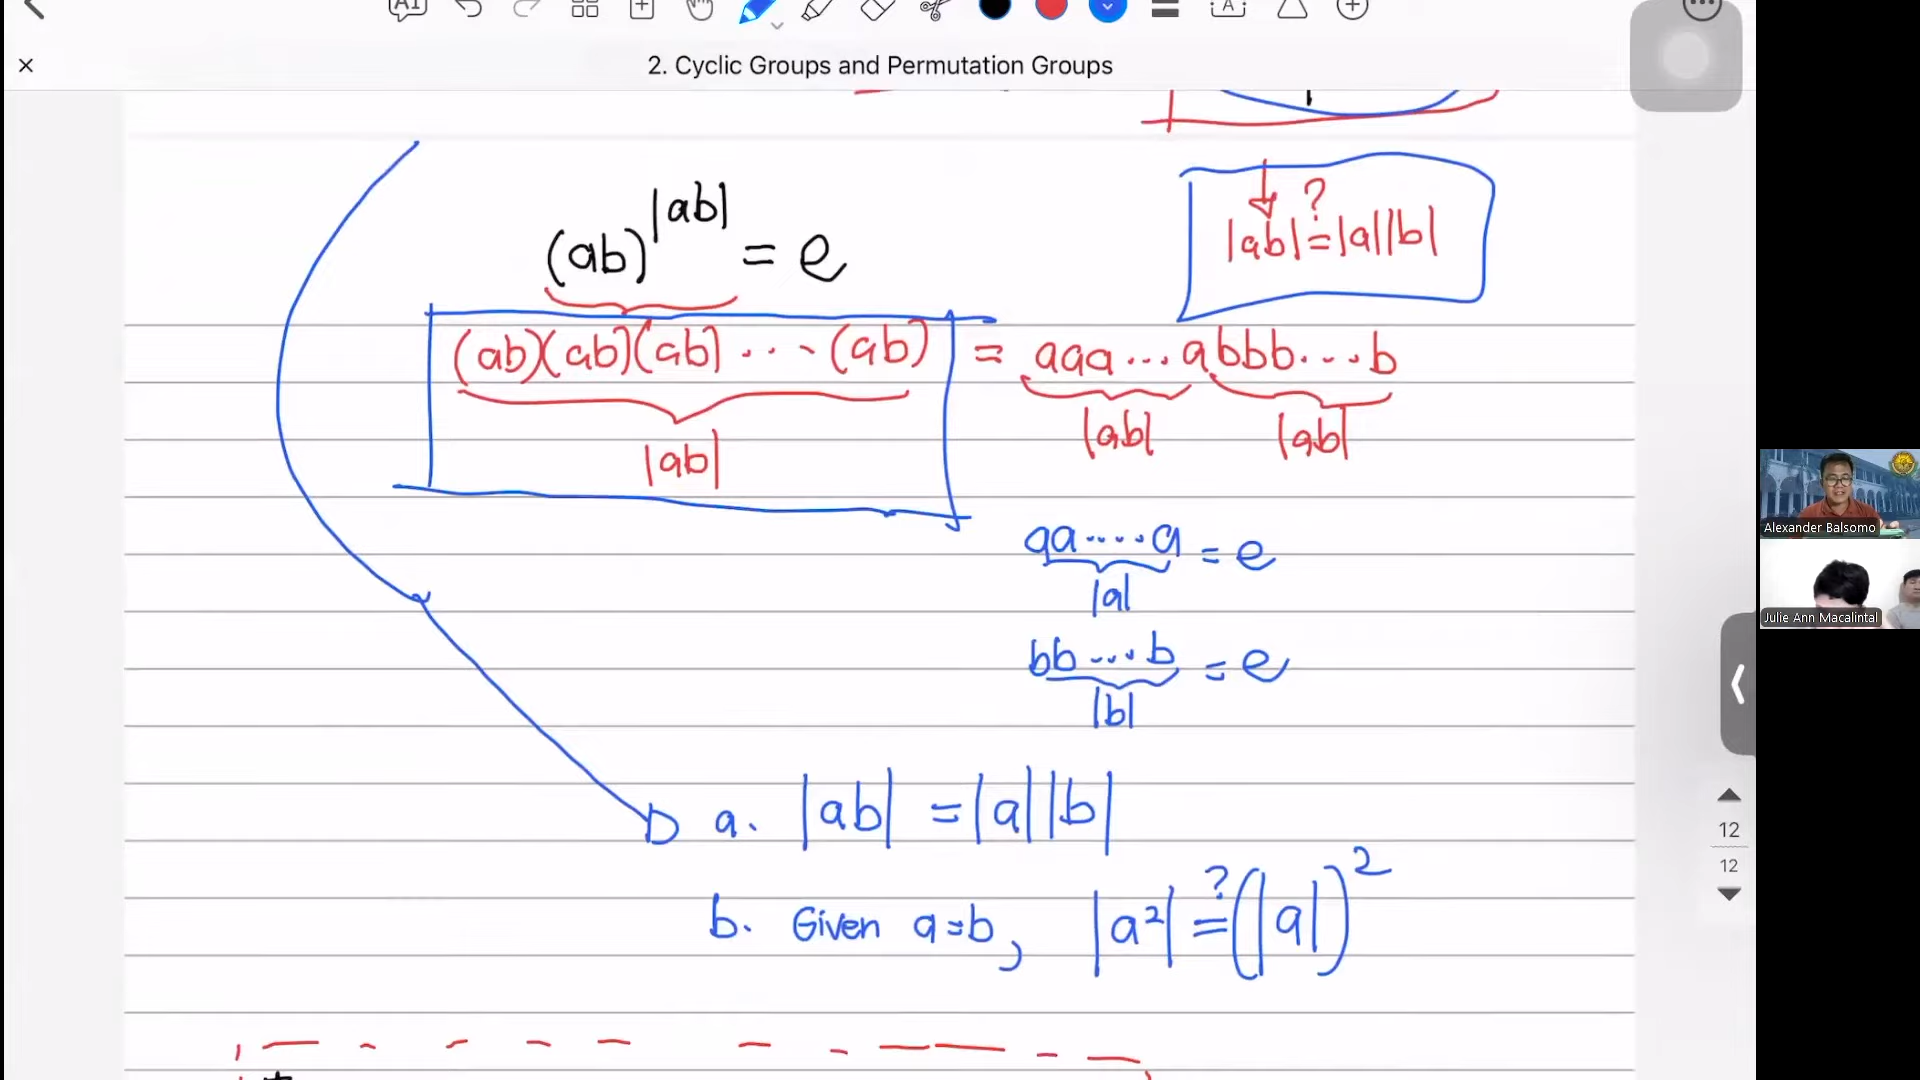 2. Cyclic Groups and Permutation Groups
(ab)^|ab| = e
|ab| ?= |a||b|
(ab)(ab)(ab) ... (ab) = aaa...abbb...b
|ab| |ab|
|ab|
aa....a = e
|a|
bb....b = e
|b|
a. |ab| = |a||b|
b. Given a=b, |a²| ?= (|a|)²
12
12
Alexander Balsomo
Julie Ann Macalintal